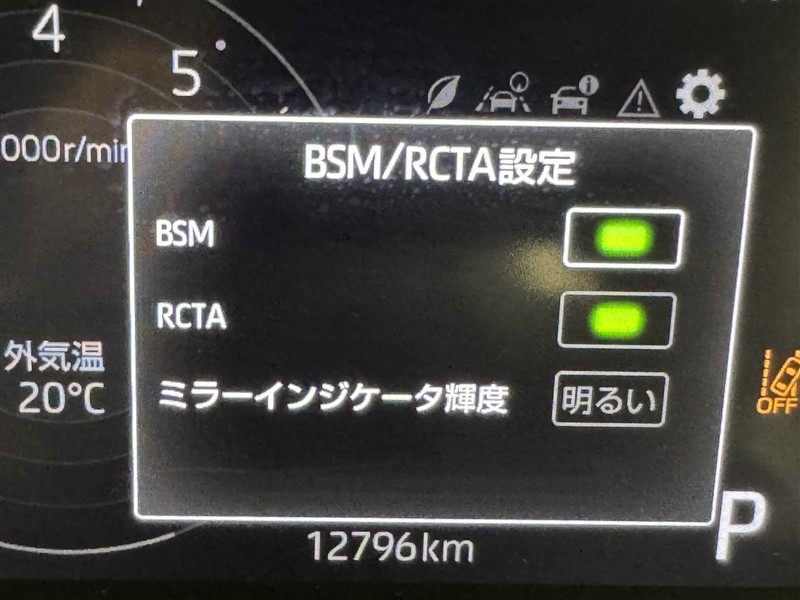 4
5
000r/min
BSM/RCTA設定
BSM
RCTA
外気温
20°C
ミラーインジケータ輝度
明るい
OFF
P
12796km